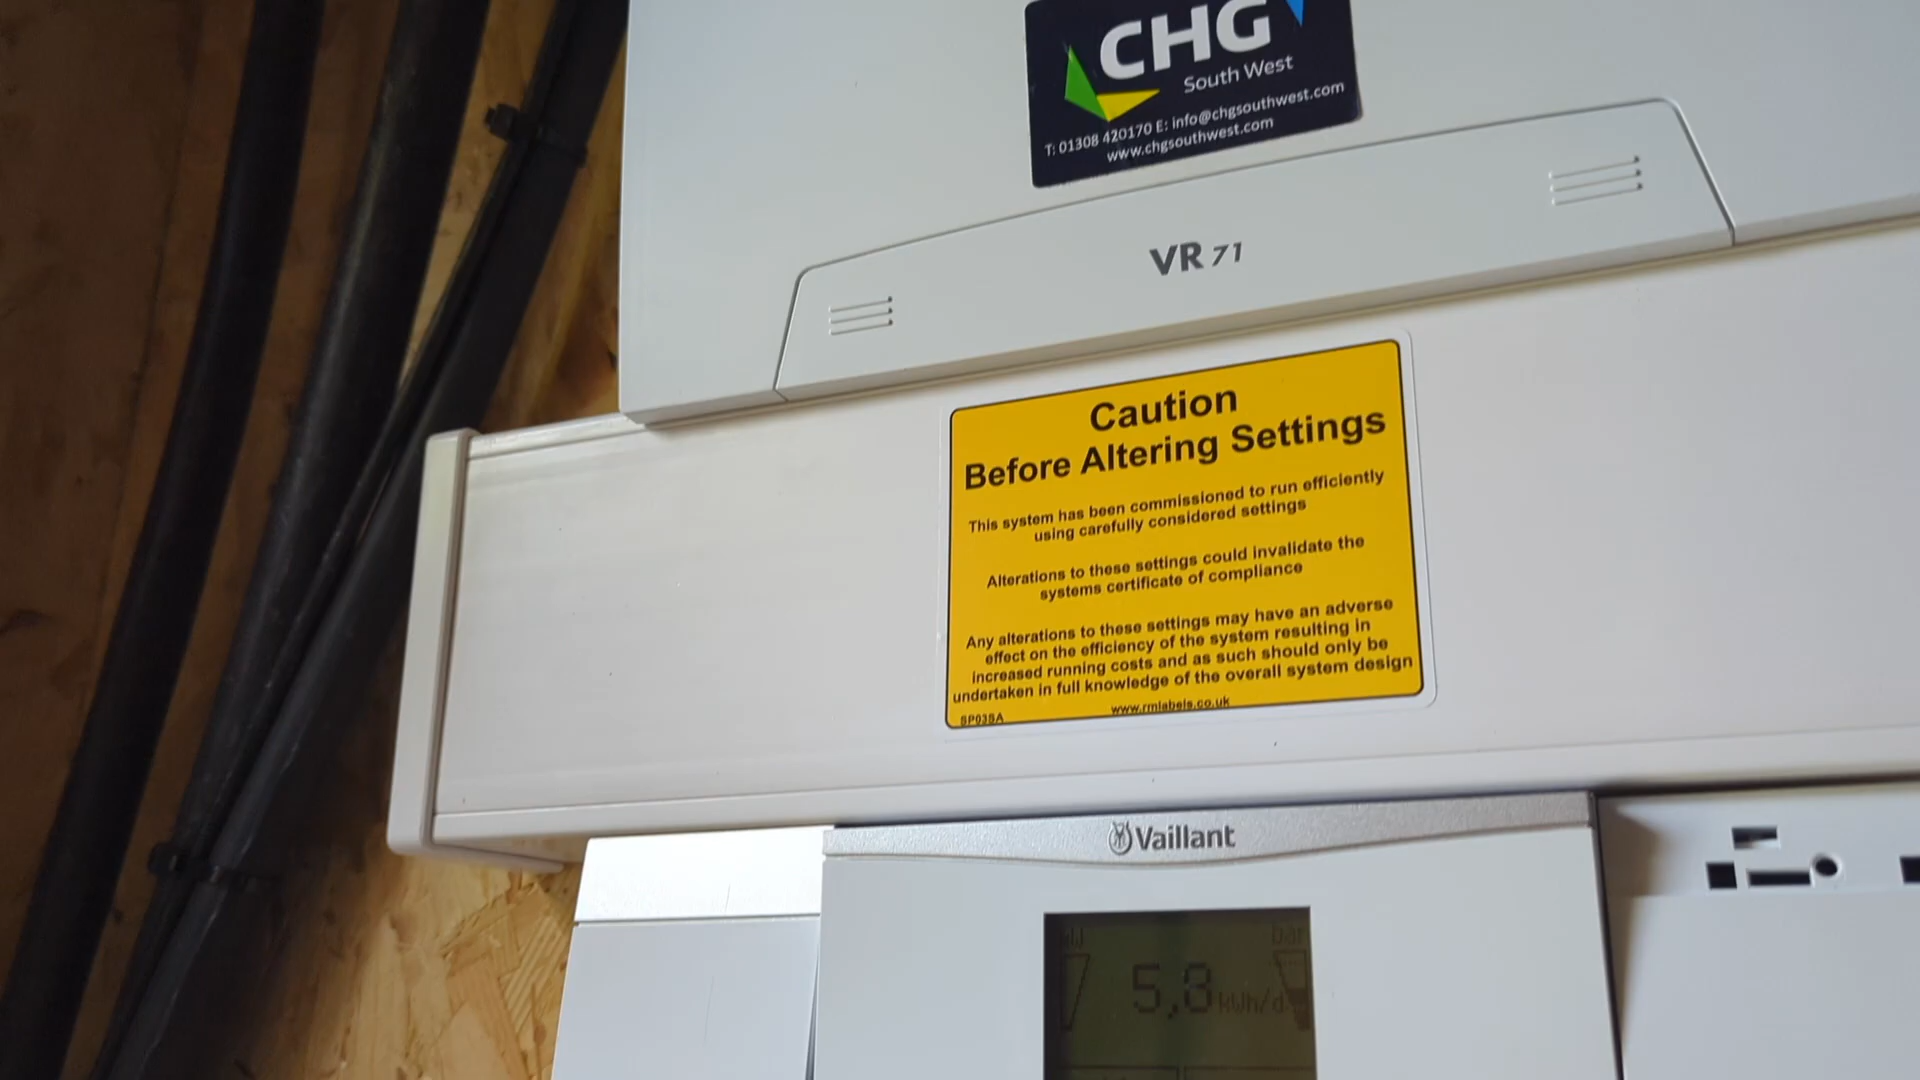 CHG
South West
T: 01308 420170 E: info@chgsouthwest.com
www.chgsouthwest.com
VR 71
Caution
Before Altering Settings
This system has been commissioned to run efficiently
using carefully considered settings
Alterations to these settings could invalidate the
systems certificate of compliance
Any alterations to these settings may have an adverse
effect on the efficiency of the system resulting in
increased running costs and as such should only be
undertaken in full knowledge of the overall system design
www.rmlabels.co.uk
SP03SA
Vaillant
bar
5,8 kWh/d